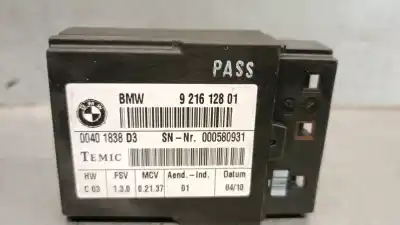 PASS
BMW 9 216 128 01
0040 1838 D3 SN-Nr. 000580931
TEMIC
HW FSV MCV Aend.-Ind. Datum
C 03 1.3.0 0.21.37 01 04/10